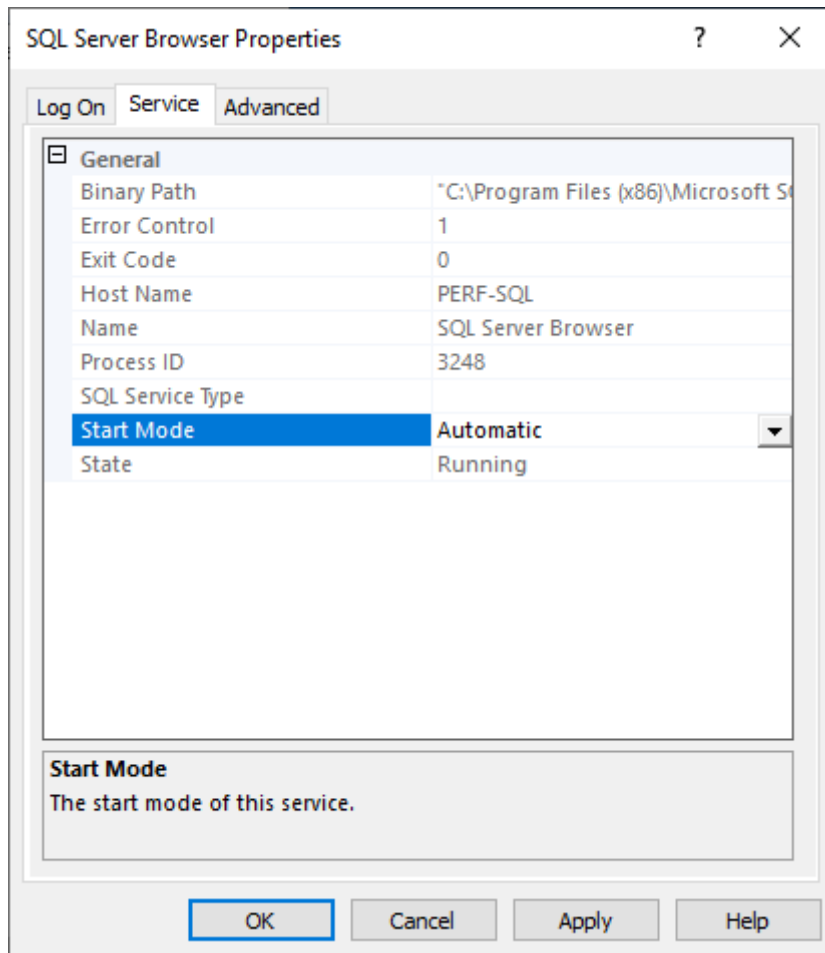 SQL Server Browser Properties
Log On Service Advanced
General
Binary Path "C:\Program Files (x86)\Microsoft
Error Control 1
Exit Code 0
Host Name PERF-SQL
Name SQL Server Browser
Process ID 3248
SQL Service Type
Start Mode Automatic
State Running
Start Mode
The start mode of this service.
OK Cancel Apply Help